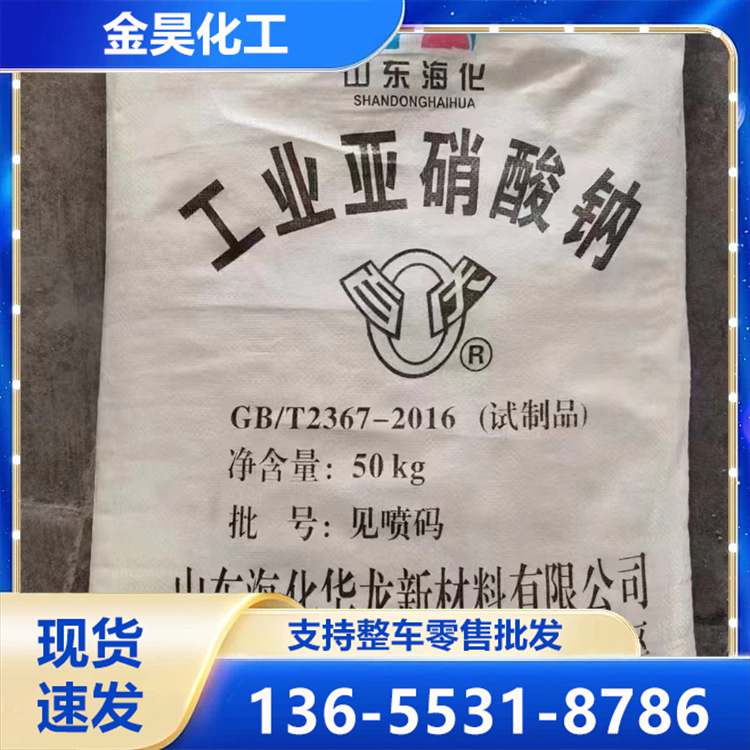 金昊化工
山东海化
SHANDONGHAIHUA
工业亚硝酸钠
®
GB/T2367-2016 (试制品)
净含量: 50kg
批 号: 见喷码
山东海化华龙新材料有限公司
现货
速发
支持整车零售批发
136-5531-8786